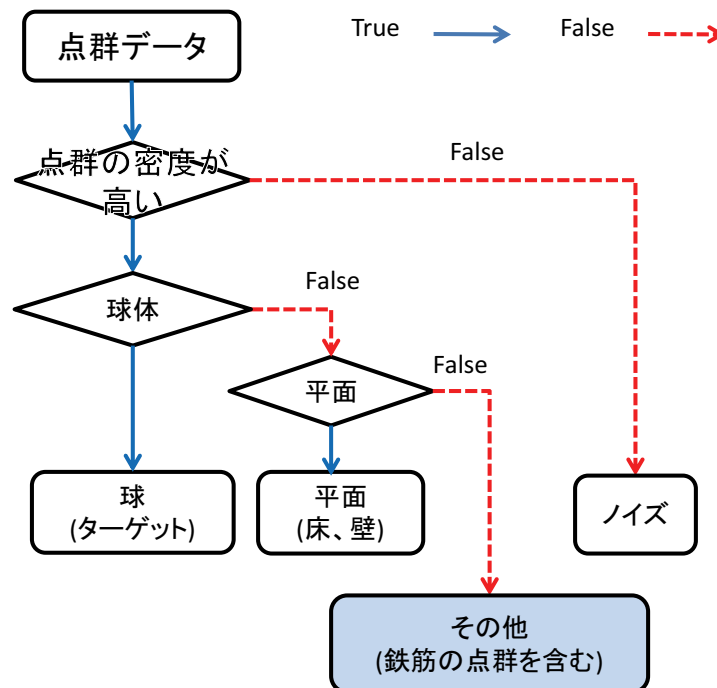 点群データ
True
False
点群の密度が
高い
False
球体
False
平面
False
球
(ターゲット)
平面
(床、壁)
ノイズ
その他
(鉄筋の点群を含む)